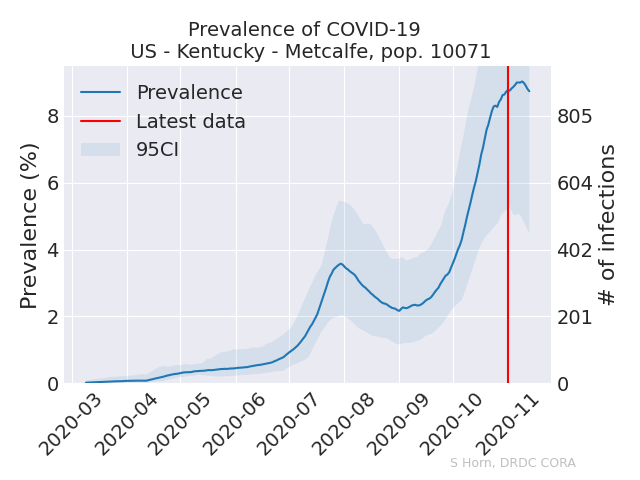 Prevalence of COVID-19
US - Kentucky - Metcalfe, pop. 10071
Prevalence
Latest data
95CI
Prevalence (%)
8
6
4
2
0
805
604
402
201
0
# of infections
2020-03
2020-04
2020-05
2020-06
2020-07
2020-08
2020-09
2020-10
2020-11
S Horn, DRDC CORA